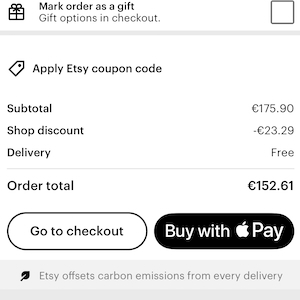 Mark order as a gift
Gift options in checkout.
Apply Etsy coupon code
Subtotal €175.90
Shop discount -€23.29
Delivery Free
Order total €152.61
Go to checkout
Buy with Pay
Etsy offsets carbon emissions from every delivery